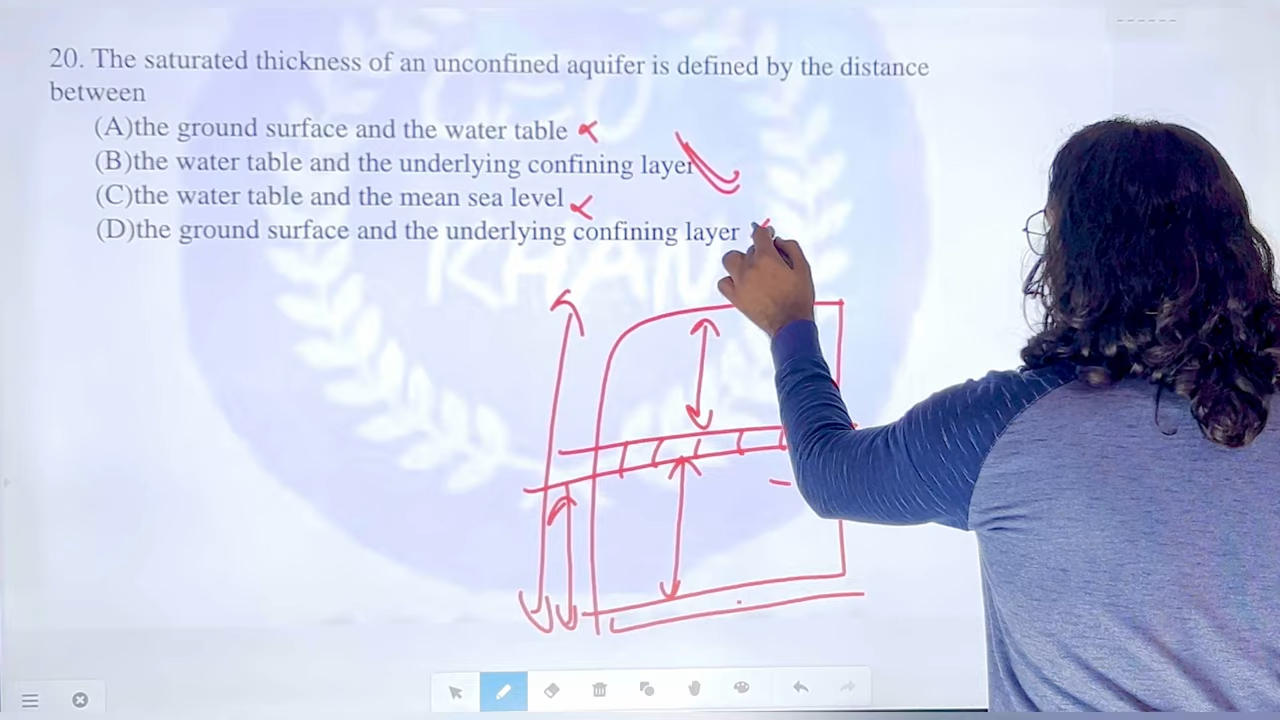 20. The saturated thickness of an unconfined aquifer is defined by the distance
between
(A)the ground surface and the water table
(B)the water table and the underlying confining layer
(C)the water table and the mean sea level
(D)the ground surface and the underlying confining layer
GEO
KHAN